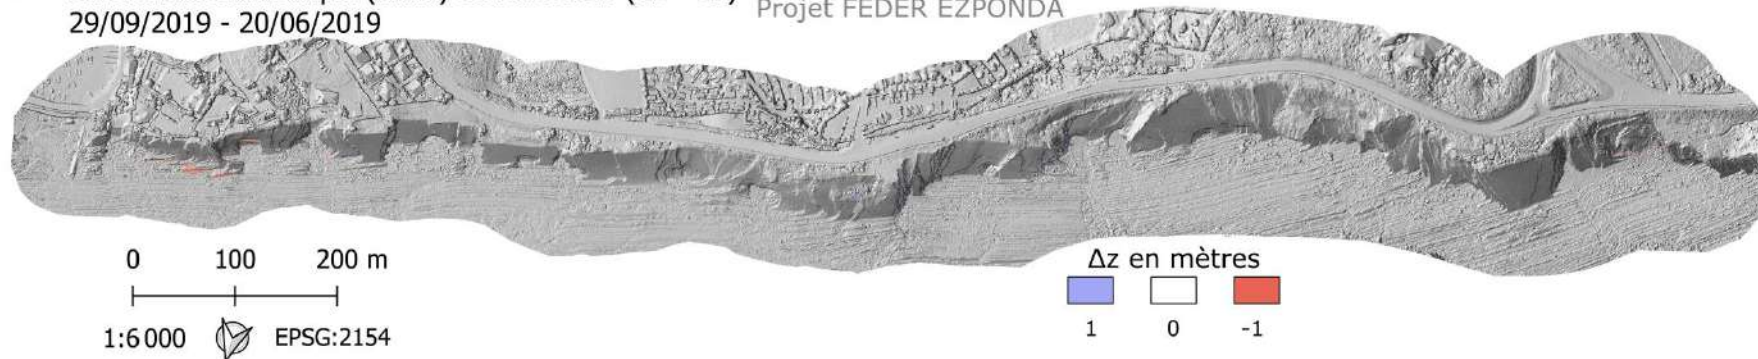 Projet FEDER EZPONDA
29/09/2019 - 20/06/2019
0 100 200 m
1:6 000 EPSG:2154
Δz en mètres
1 0 -1